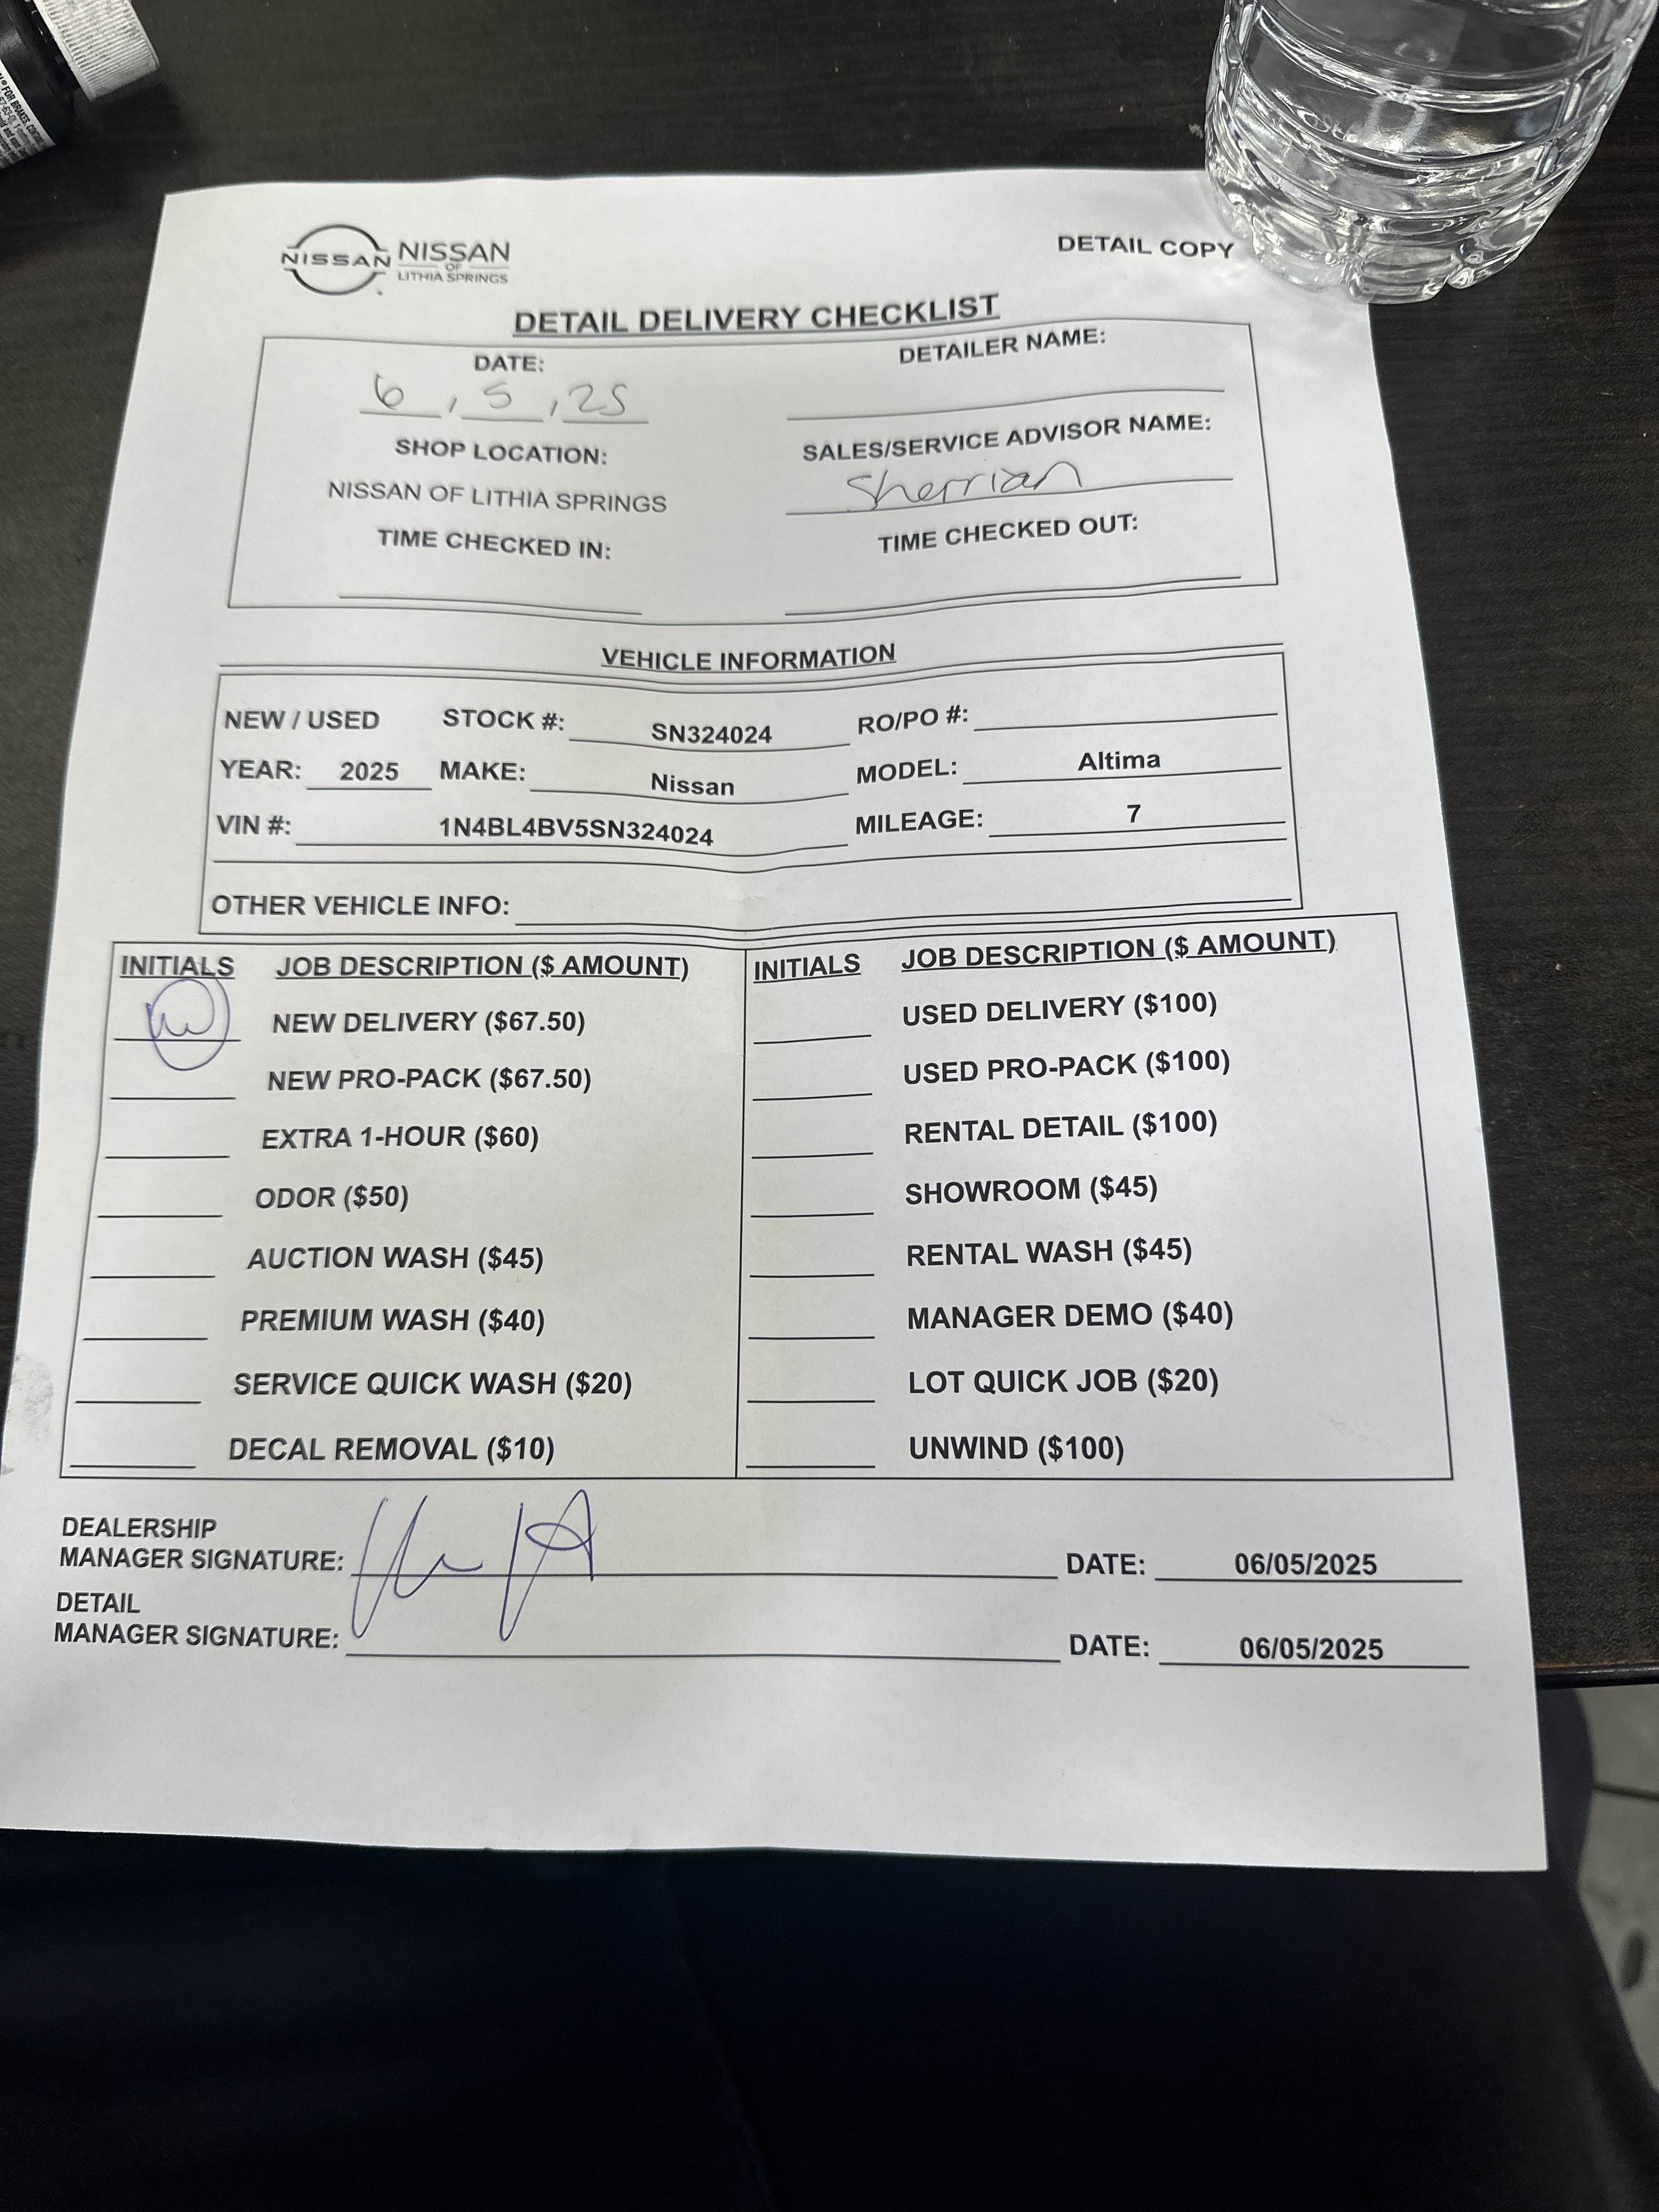 NISSAN NISSAN OF LITHIA SPRINGS
DETAIL COPY
DETAIL DELIVERY CHECKLIST
DATE: DETAILER NAME:
6 , 5 , 25
SHOP LOCATION: SALES/SERVICE ADVISOR NAME:
NISSAN OF LITHIA SPRINGS Sherrian
TIME CHECKED IN: TIME CHECKED OUT:
VEHICLE INFORMATION
NEW / USED STOCK #: SN324024 RO/PO #:
YEAR: 2025 MAKE: Nissan MODEL: Altima
VIN #: 1N4BL4BV5SN324024 MILEAGE: 7
OTHER VEHICLE INFO:
INITIALS JOB DESCRIPTION ($ AMOUNT) INITIALS JOB DESCRIPTION ($ AMOUNT)
NEW DELIVERY ($67.50) USED DELIVERY ($100)
NEW PRO-PACK ($67.50) USED PRO-PACK ($100)
EXTRA 1-HOUR ($60) RENTAL DETAIL ($100)
ODOR ($50) SHOWROOM ($45)
AUCTION WASH ($45) RENTAL WASH ($45)
PREMIUM WASH ($40) MANAGER DEMO ($40)
SERVICE QUICK WASH ($20) LOT QUICK JOB ($20)
DECAL REMOVAL ($10) UNWIND ($100)
DEALERSHIP
MANAGER SIGNATURE: DATE: 06/05/2025
DETAIL
MANAGER SIGNATURE: DATE: 06/05/2025